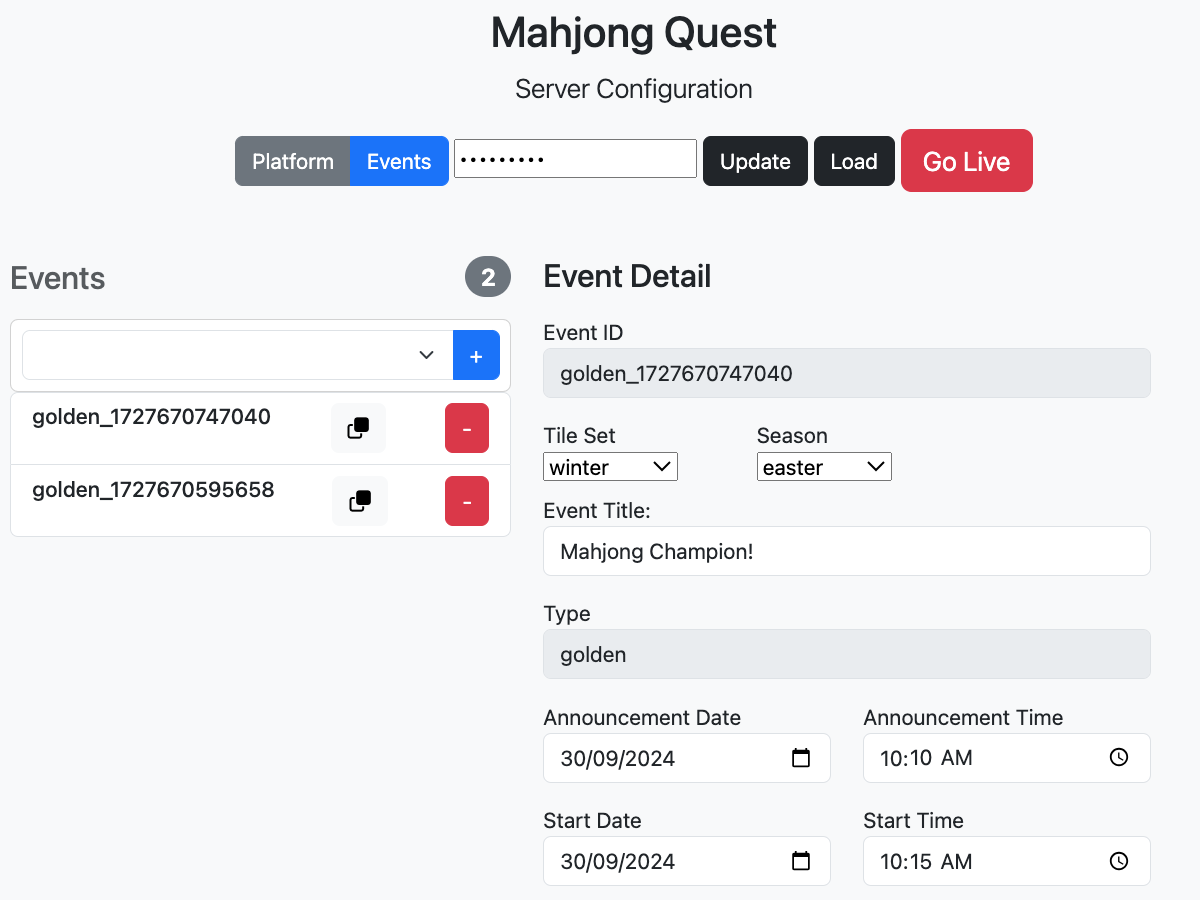 Mahjong Quest
Server Configuration
Platform Events ••••••••• Update Load Go Live
Events 2
+
golden_1727670747040 -
golden_1727670595658 -
Event Detail
Event ID
golden_1727670747040
Tile Set Season
winter easter
Event Title:
Mahjong Champion!
Type
golden
Announcement Date Announcement Time
30/09/2024 10:10 AM
Start Date Start Time
30/09/2024 10:15 AM